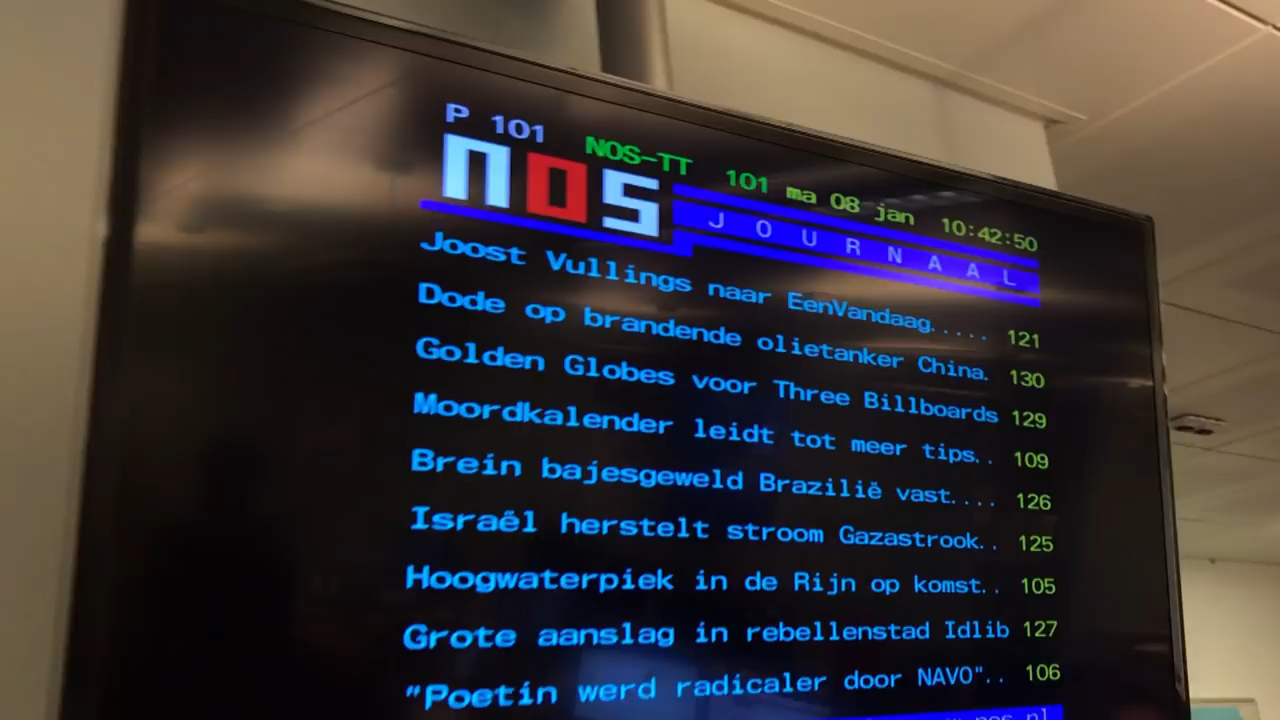 P 101 NOS-TT 101 ma 08 jan 10:42:50
NOS JOURNAAL
Joost Vullings naar EenVandaag..... 121
Dode op brandende olietanker China. 130
Golden Globes voor Three Billboards 129
Moordkalender leidt tot meer tips.. 109
Brein bajesgeweld Brazilië vast.... 126
Israël herstelt stroom Gazastrook.. 125
Hoogwaterpiek in de Rijn op komst.. 105
Grote aanslag in rebellenstad Idlib 127
"Poetin werd radicaler door NAVO".. 106
nos.nl